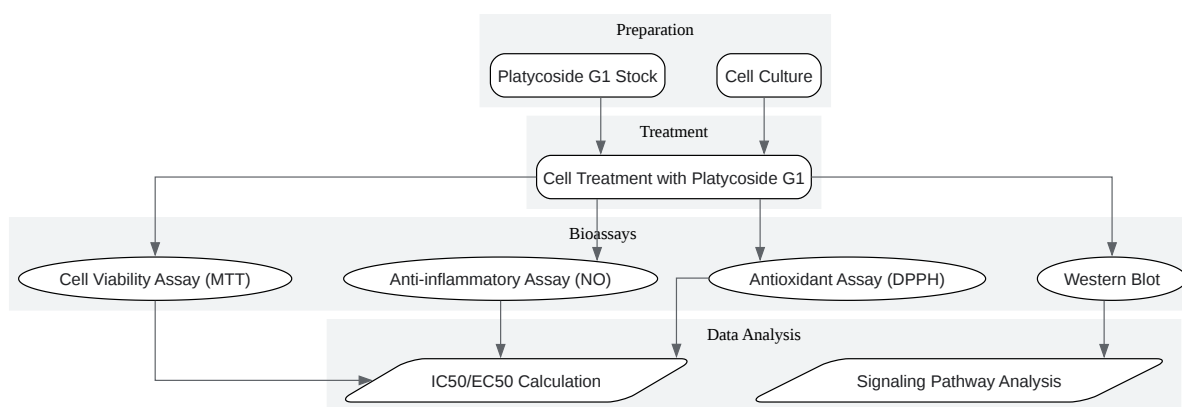 Preparation
Platycoside G1 Stock
Cell Culture
Treatment
Cell Treatment with Platycoside G1
Bioassays
Cell Viability Assay (MTT)
Anti-inflammatory Assay (NO)
Antioxidant Assay (DPPH)
Western Blot
Data Analysis
IC50/EC50 Calculation
Signaling Pathway Analysis